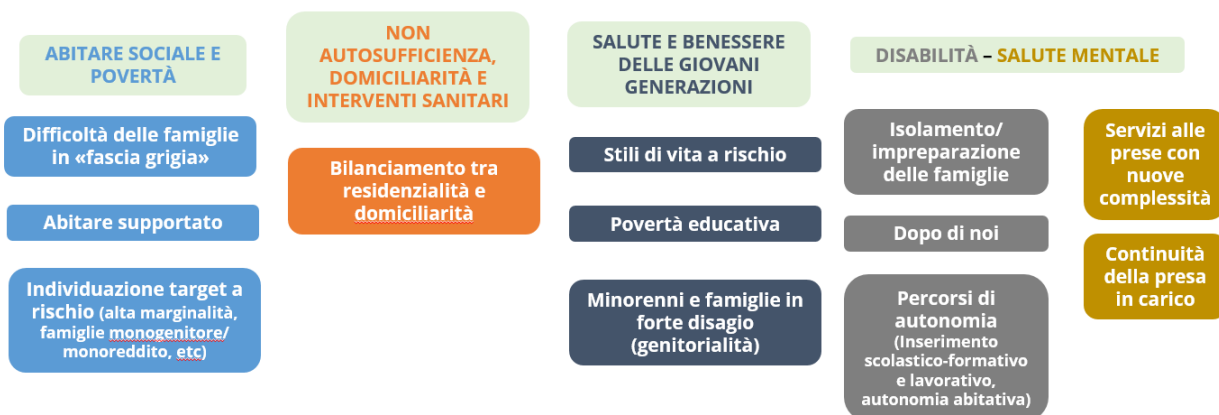 ABITARE SOCIALE E
POVERTÀ
Difficoltà delle famiglie
in «fascia grigia»
Abitare supportato
Individuazione target a
rischio (alta marginalità,
famiglie monogenitore/
monoreddito, etc)
NON
AUTOSUFFICIENZA,
DOMICILIARITÀ E
INTERVENTI SANITARI
Bilanciamento tra
residenzialità e
domiciliarità
SALUTE E BENESSERE
DELLE GIOVANI
GENERAZIONI
Stili di vita a rischio
Povertà educativa
Minorenni e famiglie in
forte disagio
(genitorialità)
DISABILITÀ – SALUTE MENTALE
Isolamento/
impreparazione
delle famiglie
Dopo di noi
Percorsi di
autonomia
(Inserimento
scolastico-formativo
e lavorativo,
autonomia abitativa)
Servizi alle
prese con
nuove
complessità
Continuità
della presa
in carico